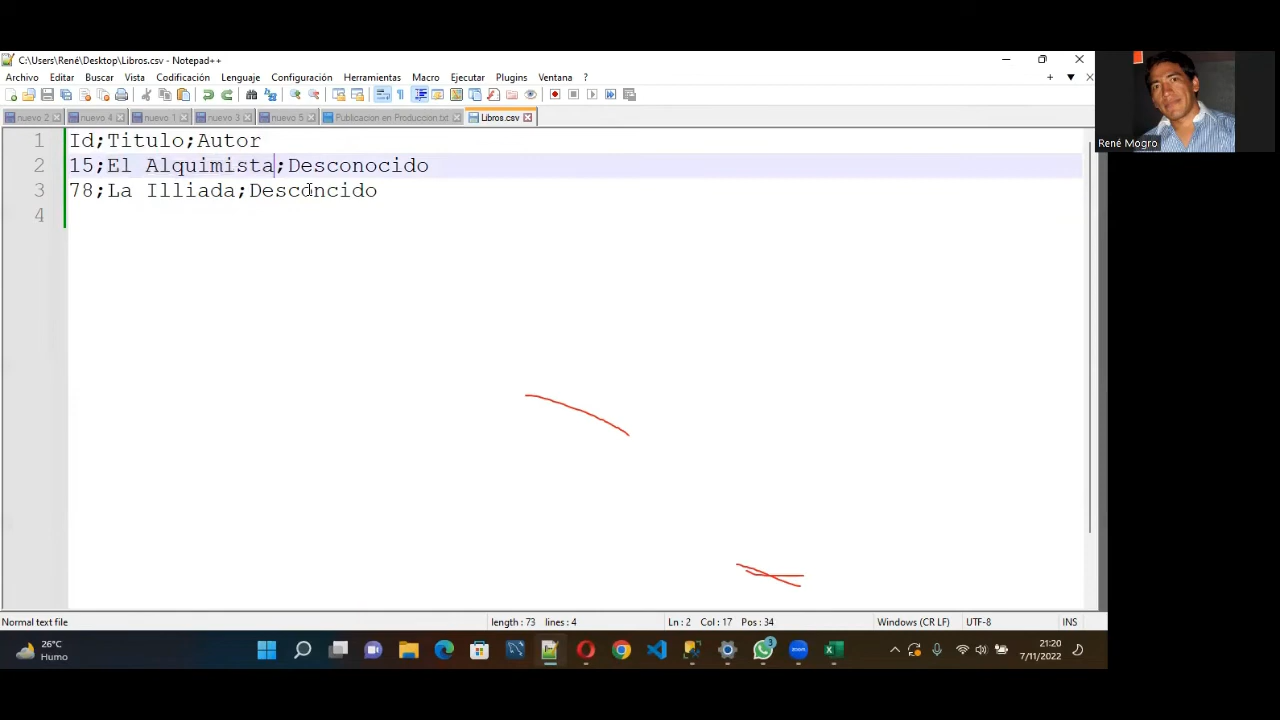 C:\Users\René\Desktop\Libros.csv - Notepad++
Archivo Editar Buscar Vista Codificación Lenguaje Configuración Herramientas Macro Ejecutar Plugins Ventana ?
nuevo 2 nuevo 4 nuevo 1 nuevo 3 nuevo 5 Publicacion en Produccion.txt Libros.csv
1 Id;Titulo;Autor
2 15;El Alquimista;Desconocido
3 78;La Illiada;Desconcido
4
René Mogro
Normal text file length : 73 lines : 4 Ln : 2 Col : 17 Pos : 34 Windows (CR LF) UTF-8 INS
26°C
Humo
3
zoom
21:20
7/11/2022